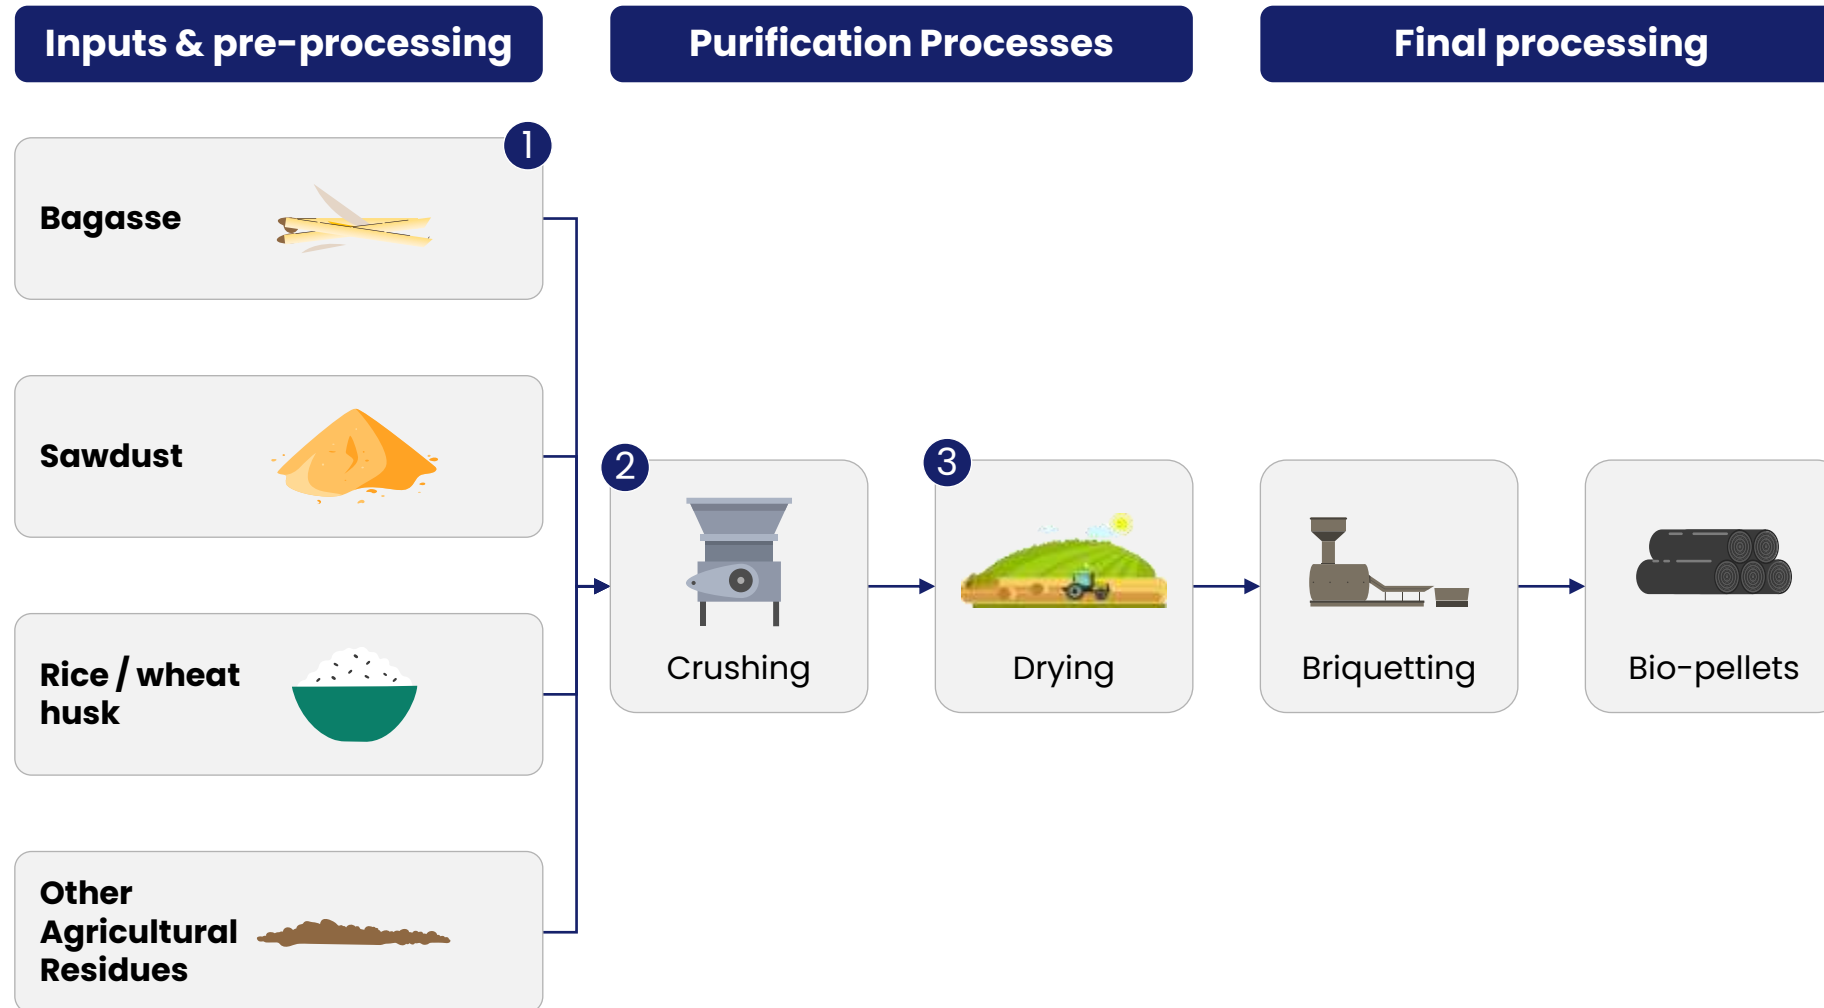 Inputs & pre-processing
Purification Processes
Final processing
1
Bagasse
Sawdust
Rice / wheat
husk
Other
Agricultural
Residues
2
Crushing
3
Drying
Briquetting
Bio-pellets